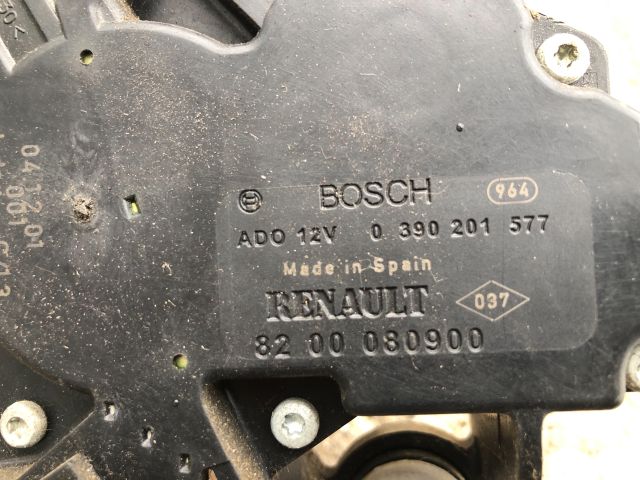 BOSCH 964
ADO 12V 0 390 201 577
Made in Spain
RENAULT 037
82 00 080900